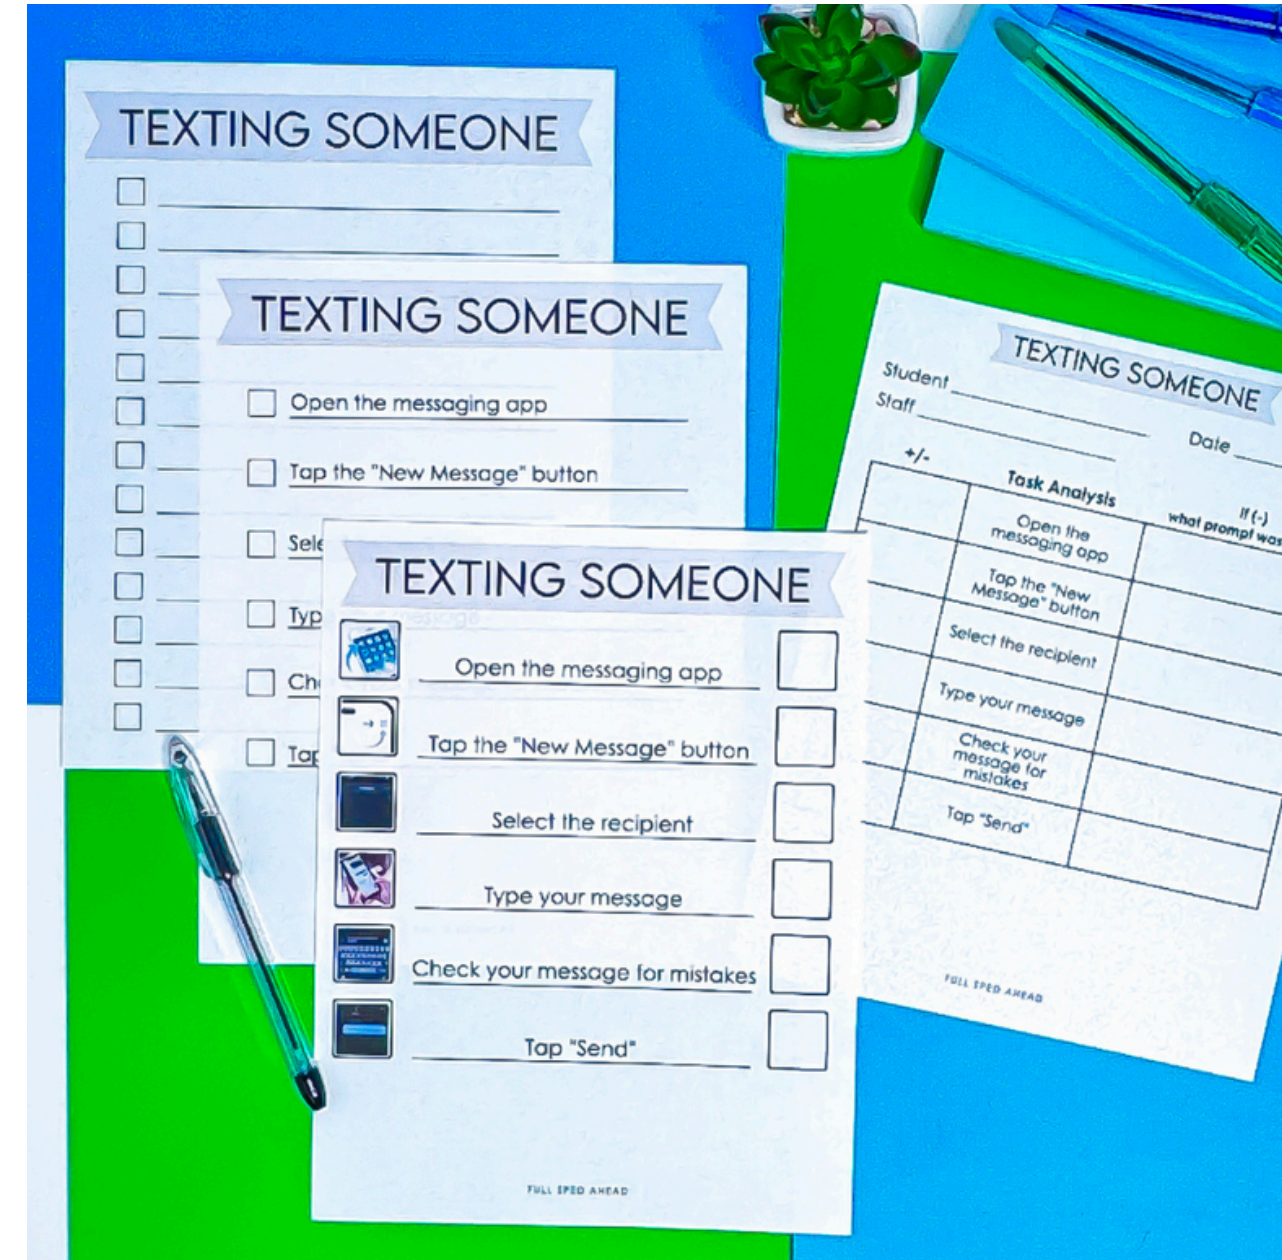 TEXTING SOMEONE
TEXTING SOMEONE
Open the messaging app
Tap the "New Message" button
TEXTING SOMEONE
Open the messaging app
Tap the "New Message" button
Select the recipient
Type your message
Check your message for mistakes
Tap "Send"
FULL SPED AHEAD
TEXTING SOMEONE
Student
Staff
Date
+/-
Task Analysis
If (-)
what prompt was
Open the
messaging app
Tap the "New
Message" button
Select the recipient
Type your message
Check your
message for
mistakes
Tap "Send"
FULL SPED AHEAD